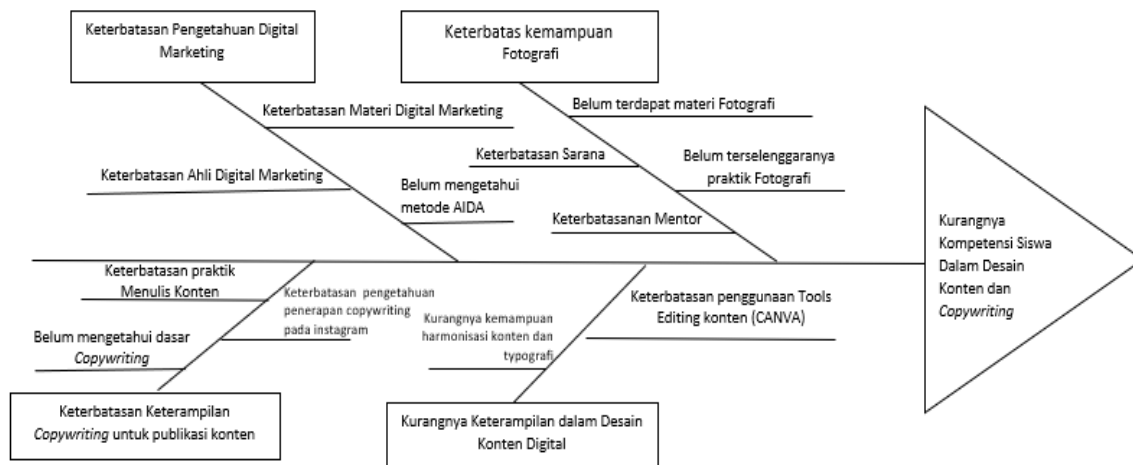 Keterbatasan Pengetahuan Digital
Marketing
Keterbatas kemampuan
Fotografi
Keterbatasan Materi Digital Marketing
Keterbatasan Ahli Digital Marketing
Belum mengetahui
metode AIDA
Belum terdapat materi Fotografi
Keterbatasan Sarana
Belum terselenggaranya
praktik Fotografi
Keterbatasanan Mentor
Kurangnya
Kompetensi Siswa
Dalam Desain
Konten dan
Copywriting
Keterbatasan praktik
Menulis Konten
Keterbatasan pengetahuan
penerapan copywriting
pada instagram
Belum mengetahui dasar
Copywriting
Kurangnya kemampuan
harmonisasi konten dan
typografi
Keterbatasan penggunaan Tools
Editing konten (CANVA)
Keterbatasan Keterampilan
Copywriting untuk publikasi konten
Kurangnya Keterampilan dalam Desain
Konten Digital